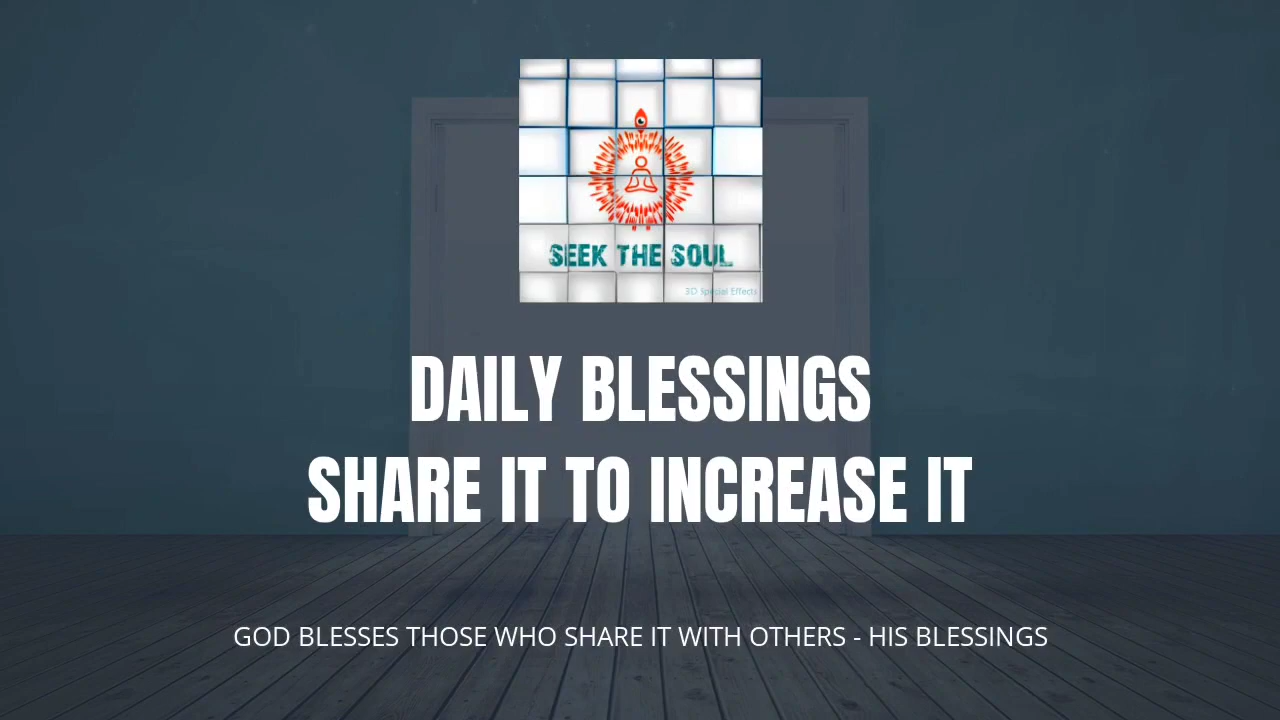 SEEK THE SOUL
3D Special Effects
DAILY BLESSINGS
SHARE IT TO INCREASE IT
GOD BLESSES THOSE WHO SHARE IT WITH OTHERS - HIS BLESSINGS